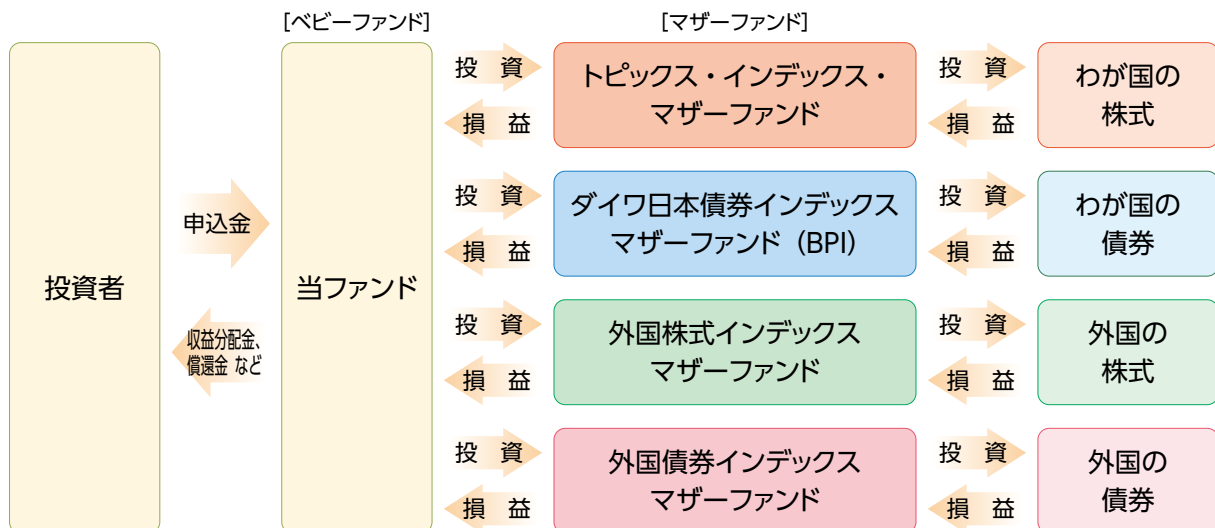 [ベビーファンド]
[マザーファンド]
投資者
申込金
収益分配金、
償還金 など
当ファンド
投 資
損 益
トピックス・インデックス・
マザーファンド
投 資
損 益
わが国の
株式
投 資
損 益
ダイワ日本債券インデックス
マザーファンド（BPI）
投 資
損 益
わが国の
債券
投 資
損 益
外国株式インデックス
マザーファンド
投 資
損 益
外国の
株式
投 資
損 益
外国債券インデックス
マザーファンド
投 資
損 益
外国の
債券